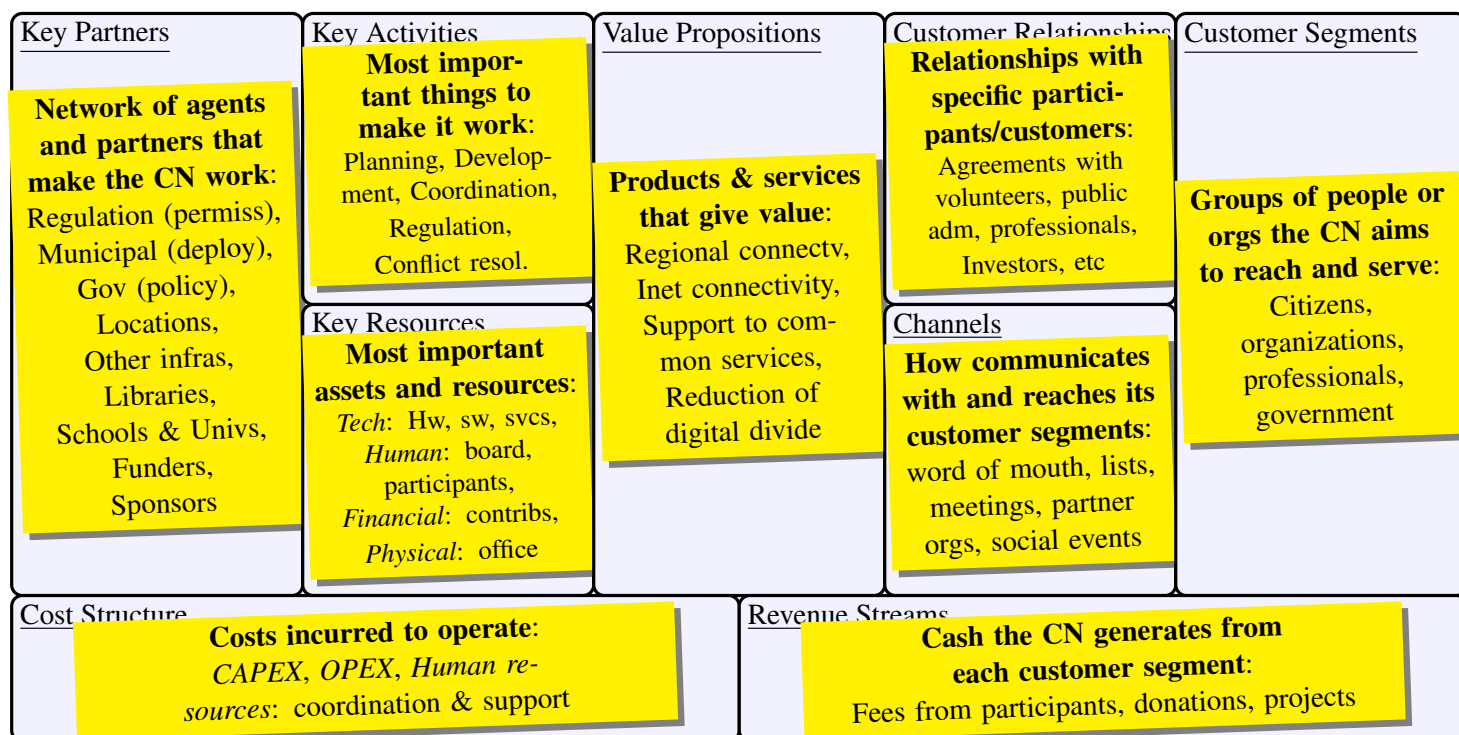 Key Partners
Network of agents
and partners that
make the CN work:
Regulation (permiss),
Municipal (deploy),
Gov (policy),
Locations,
Other infras,
Libraries,
Schools & Univs,
Funders,
Sponsors
Key Activities
Most impor-
tant things to
make it work:
Planning, Develop-
ment, Coordination,
Regulation,
Conflict resol.
Key Resources
Most important
assets and resources:
Tech: Hw, sw, svcs,
Human: board,
participants,
Financial: contribs,
Physical: office
Value Propositions
Products & services
that give value:
Regional connectv,
Inet connectivity,
Support to com-
mon services,
Reduction of
digital divide
Customer Relationships
Relationships with
specific partici-
pants/customers:
Agreements with
volunteers, public
adm, professionals,
Investors, etc
Channels
How communicates
with and reaches its
customer segments:
word of mouth, lists,
meetings, partner
orgs, social events
Customer Segments
Groups of people or
orgs the CN aims
to reach and serve:
Citizens,
organizations,
professionals,
government
Cost Structure
Costs incurred to operate:
CAPEX, OPEX, Human re-
sources: coordination & support
Revenue Streams
Cash the CN generates from
each customer segment:
Fees from participants, donations, projects